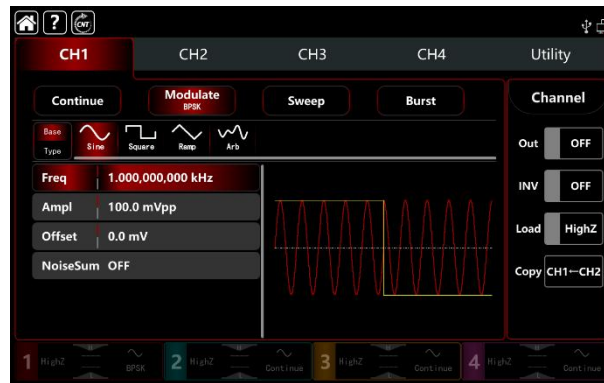 ? CNT
CH1 CH2 CH3 CH4 Utility
Continue Modulate Sweep Burst Channel
BPSK
Base
Type Sine Square Ramp Arb
Out OFF
Freq 1.000,000,000 kHz
INV OFF
Ampl 100.0 mVpp
Offset 0.0 mV
Load HighZ
NoiseSum OFF
Copy CH1←CH2
1 HighZ BPSK 2 HighZ Continue 3 HighZ Continue 4 HighZ Continue